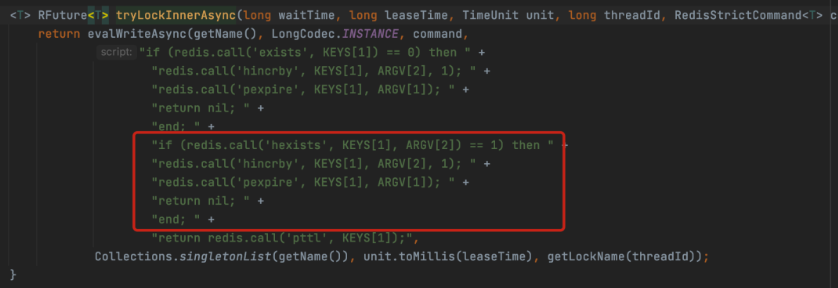 <T> RFuture<T> tryLockInnerAsync(long waitTime, long leaseTime, TimeUnit unit, long threadId, RedisStrictCommand<T> c
return evalWriteAsync(getName(), LongCodec.INSTANCE, command,
script: "if (redis.call('exists', KEYS[1]) == 0) then " +
"redis.call('hincrby', KEYS[1], ARGV[2], 1); " +
"redis.call('pexpire', KEYS[1], ARGV[1]); " +
"return nil; " +
"end; " +
"if (redis.call('hexists', KEYS[1], ARGV[2]) == 1) then " +
"redis.call('hincrby', KEYS[1], ARGV[2], 1); " +
"redis.call('pexpire', KEYS[1], ARGV[1]); " +
"return nil; " +
"end; " +
"return redis.call('pttl', KEYS[1]);",
Collections.singletonList(getName()), unit.toMillis(leaseTime), getLockName(threadId));
}